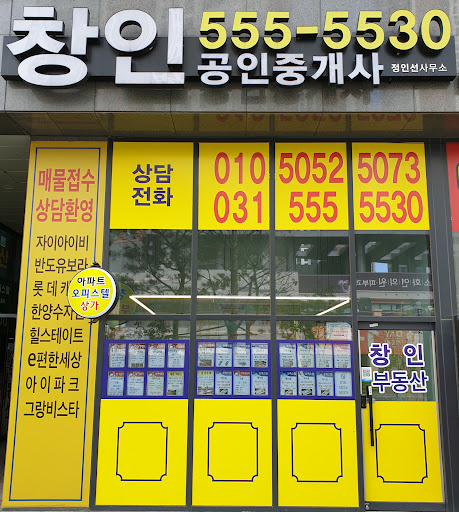 창인 555-5530
공인중개사 정인선사무소
매물접수
상담환영
자이아이비
반도유보라
롯데캐
한양수자
힐스테이트
e편한세상
아이파크
그랑비스타
아파트
오피스텔
상가
상담
전화
010 5052 5073
031 555 5530
창인
부동산